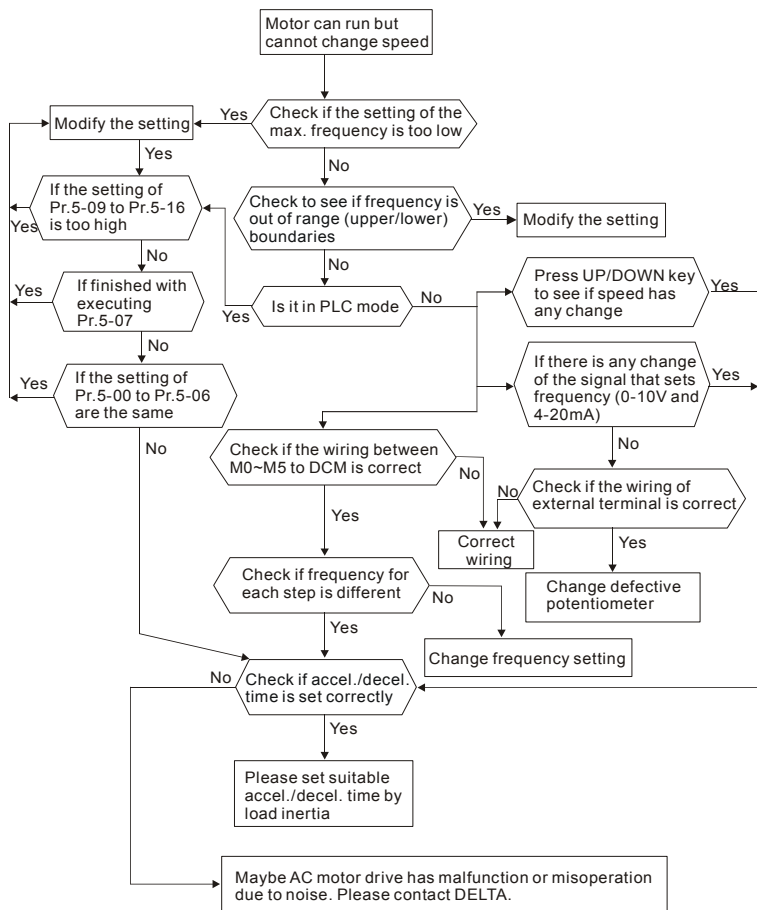 Motor can run but
cannot change speed
Check if the setting of the
max. frequency is too low
Yes
Modify the setting
Yes
No
If the setting of
Pr.5-09 to Pr.5-16
is too high
Yes
No
Check to see if frequency is
out of range (upper/lower)
boundaries
Yes
Modify the setting
No
If finished with
executing
Pr.5-07
Yes
No
Is it in PLC mode
Yes
No
Press UP/DOWN key
to see if speed has
any change
Yes
If the setting of
Pr.5-00 to Pr.5-06
are the same
Yes
No
If there is any change
of the signal that sets
frequency (0-10V and
4-20mA)
Yes
No
Check if the wiring between
M0~M5 to DCM is correct
No
Yes
Check if the wiring of
external terminal is correct
No
Yes
Correct
wiring
Change defective
potentiometer
Check if frequency for
each step is different
No
Yes
Change frequency setting
Check if accel./decel.
time is set correctly
No
Yes
Please set suitable
accel./decel. time by
load inertia
Maybe AC motor drive has malfunction or misoperation
due to noise. Please contact DELTA.